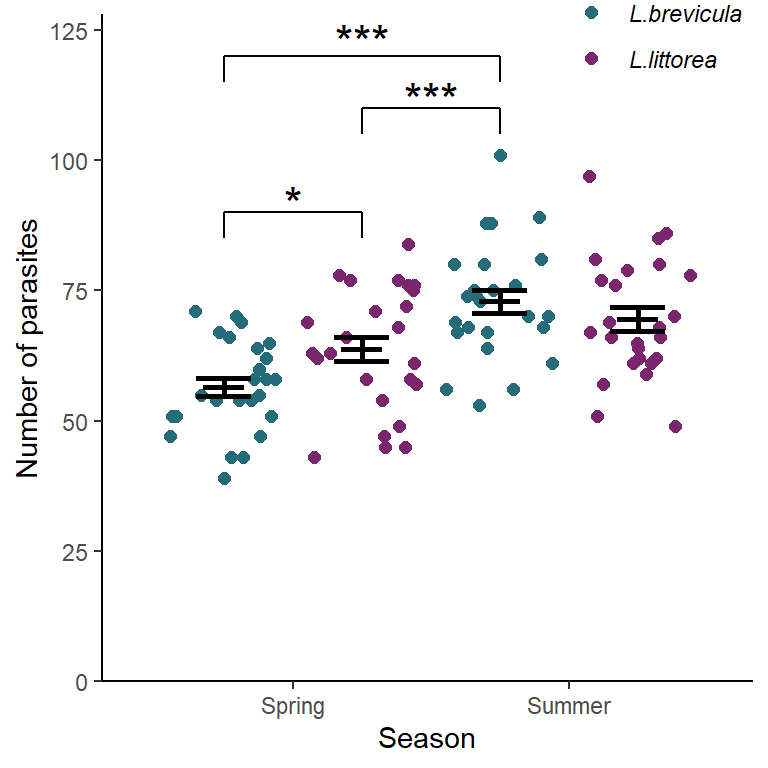 L.brevicula
L.littorea
125
100
75
50
25
0
***
***
*
Number of parasites
Spring
Summer
Season